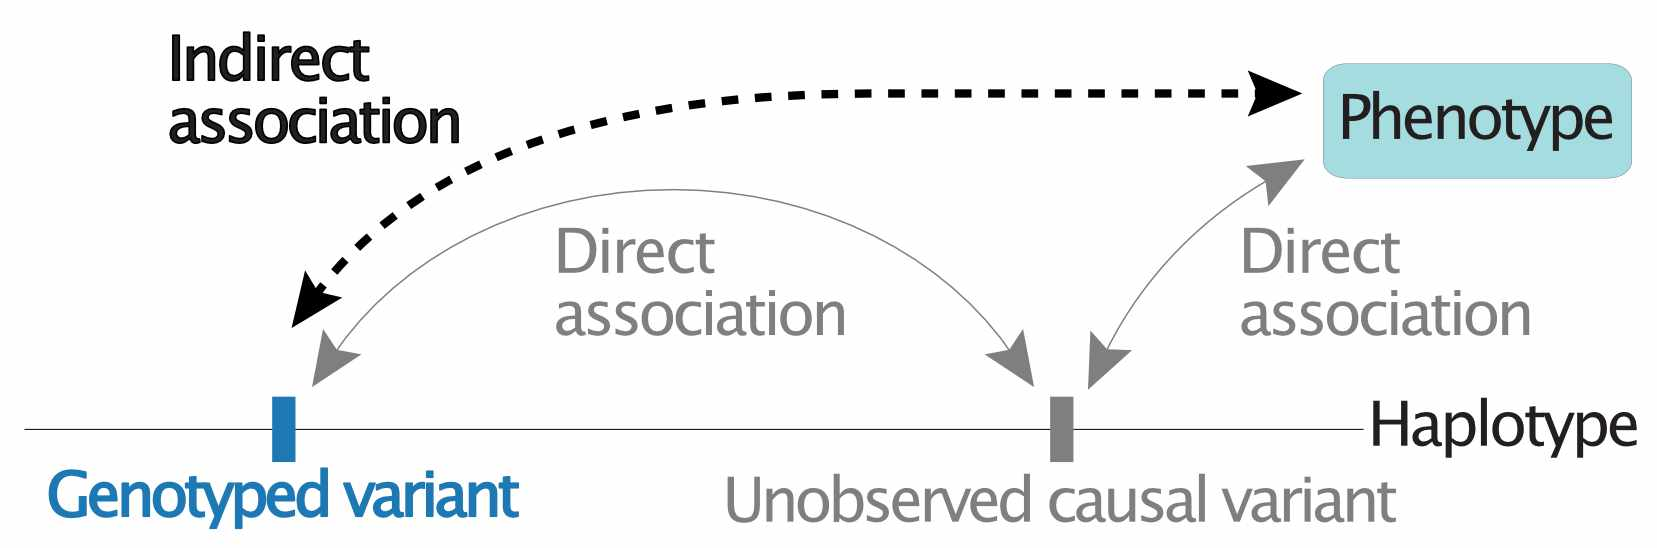 Indirect
association
Phenotype
Direct
association
Direct
association
Haplotype
Genotyped variant
Unobserved causal variant